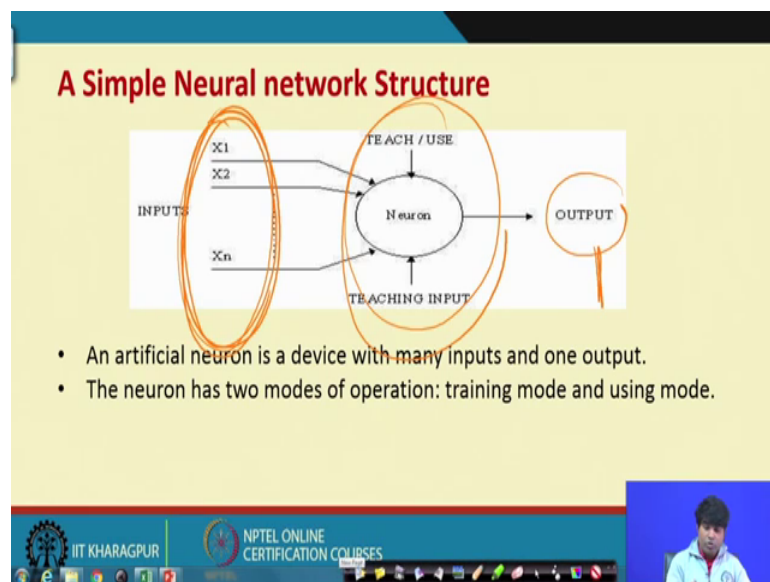 A Simple Neural network Structure
X1
TEACH / USE
X2
INPUTS
Neuron
OUTPUT
Xn
TEACHING INPUT
• An artificial neuron is a device with many inputs and one output.
• The neuron has two modes of operation: training mode and using mode.
IIT KHARAGPUR
NPTEL ONLINE
CERTIFICATION COURSES
NPTEL